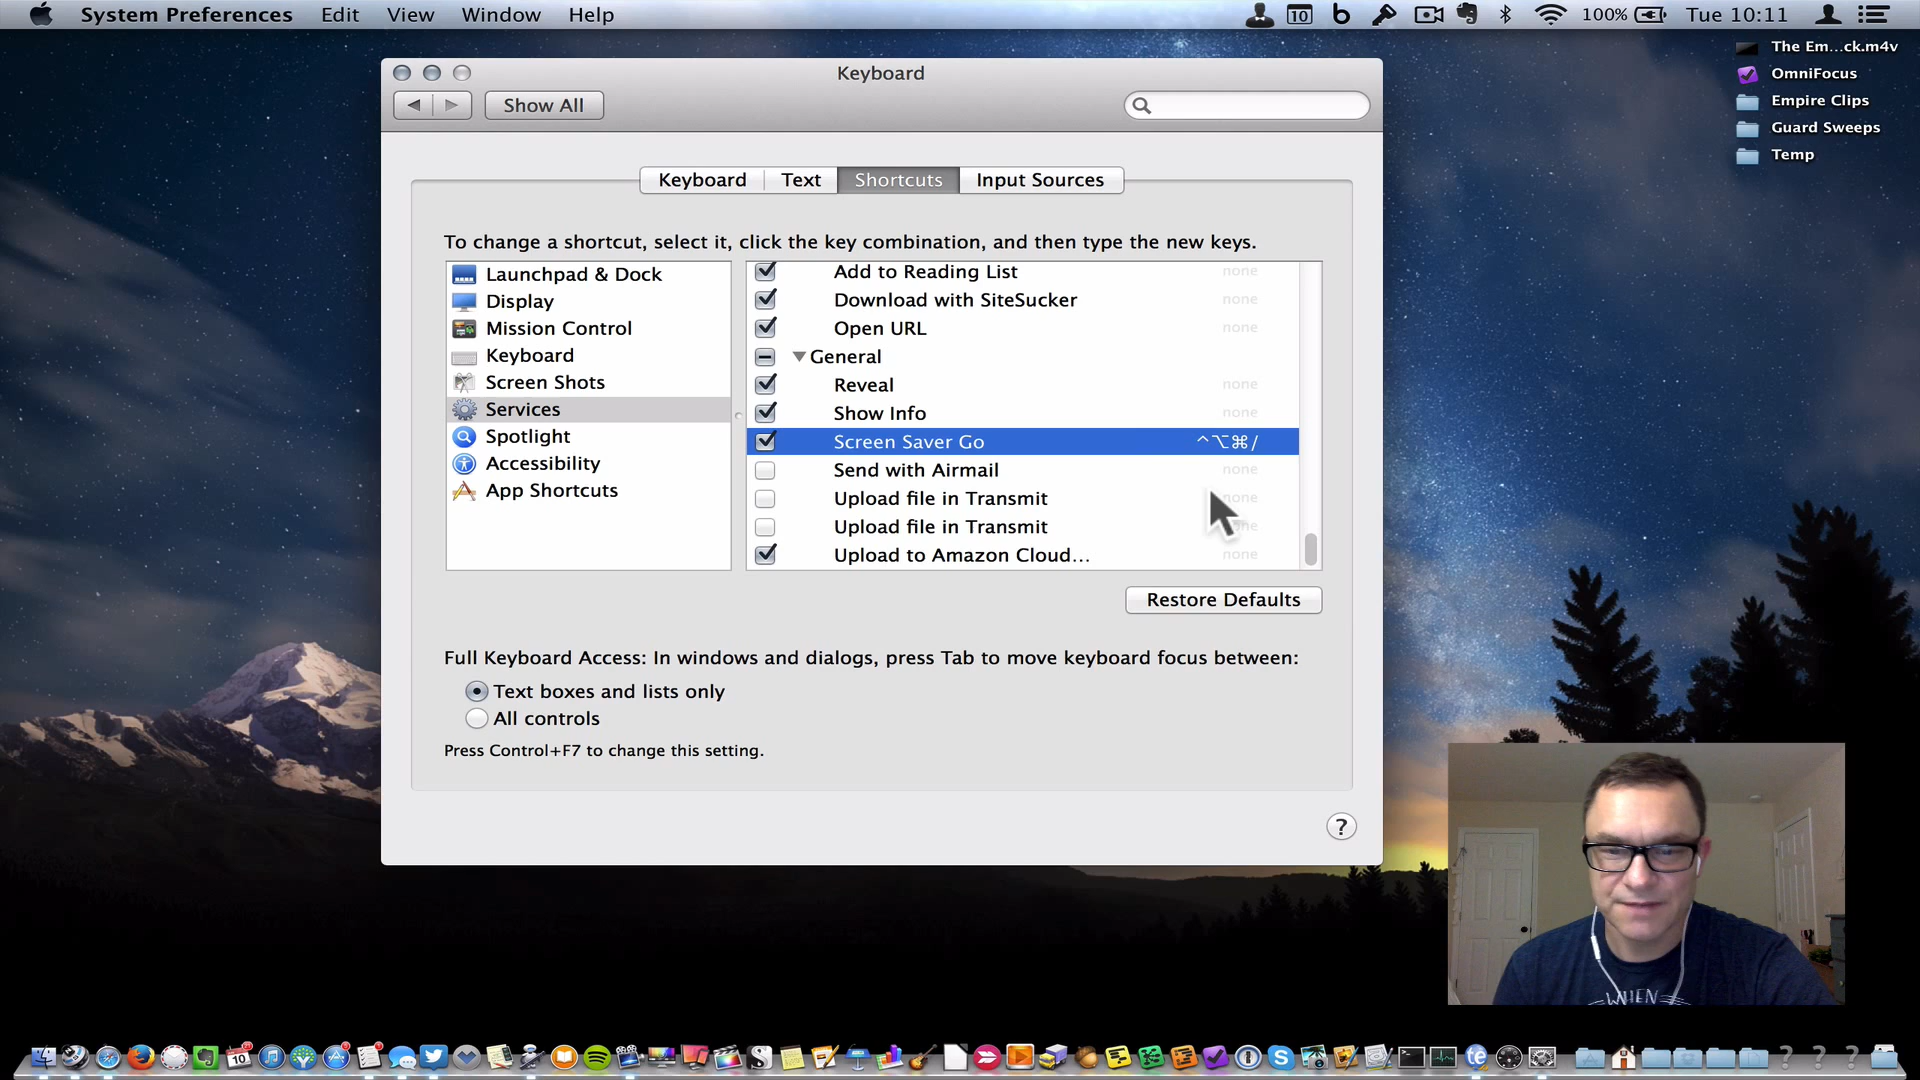 System Preferences Edit View Window Help 10 100% Tue 10:11
The Em...ck.m4v
OmniFocus
Empire Clips
Guard Sweeps
Temp
Keyboard
Show All
Keyboard Text Shortcuts Input Sources
To change a shortcut, select it, click the key combination, and then type the new keys.
Launchpad & Dock
Display
Mission Control
Keyboard
Screen Shots
Services
Spotlight
Accessibility
App Shortcuts
Add to Reading List none
Download with SiteSucker none
Open URL none
General
Reveal none
Show Info none
Screen Saver Go ^⌥⌘/
Send with Airmail none
Upload file in Transmit none
Upload file in Transmit
Upload to Amazon Cloud... none
Restore Defaults
Full Keyboard Access: In windows and dialogs, press Tab to move keyboard focus between:
Text boxes and lists only
All controls
Press Control+F7 to change this setting.
?
WHEN
10